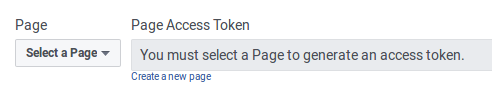 Page Page Access Token
Select a Page You must select a Page to generate an access token.
Create a new page